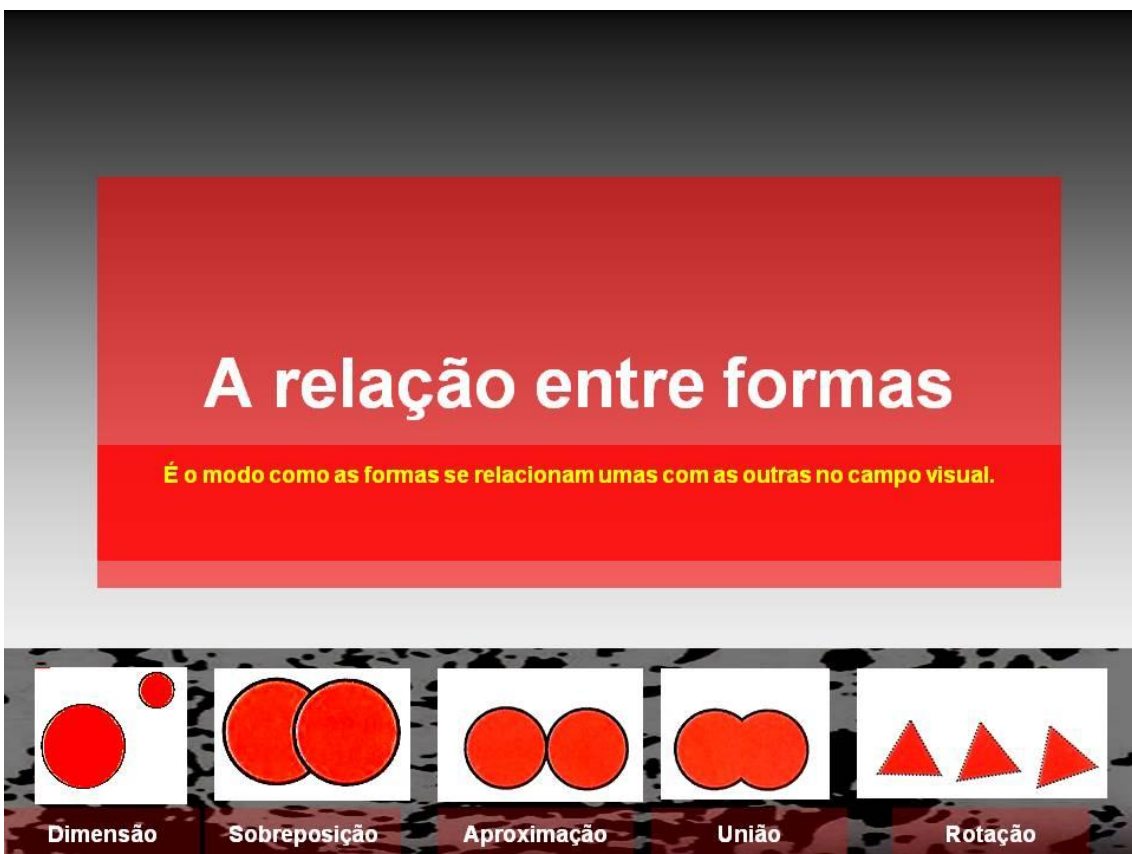 A relação entre formas
É o modo como as formas se relacionam umas com as outras no campo visual.
Dimensão
Sobreposição
Aproximação
União
Rotação